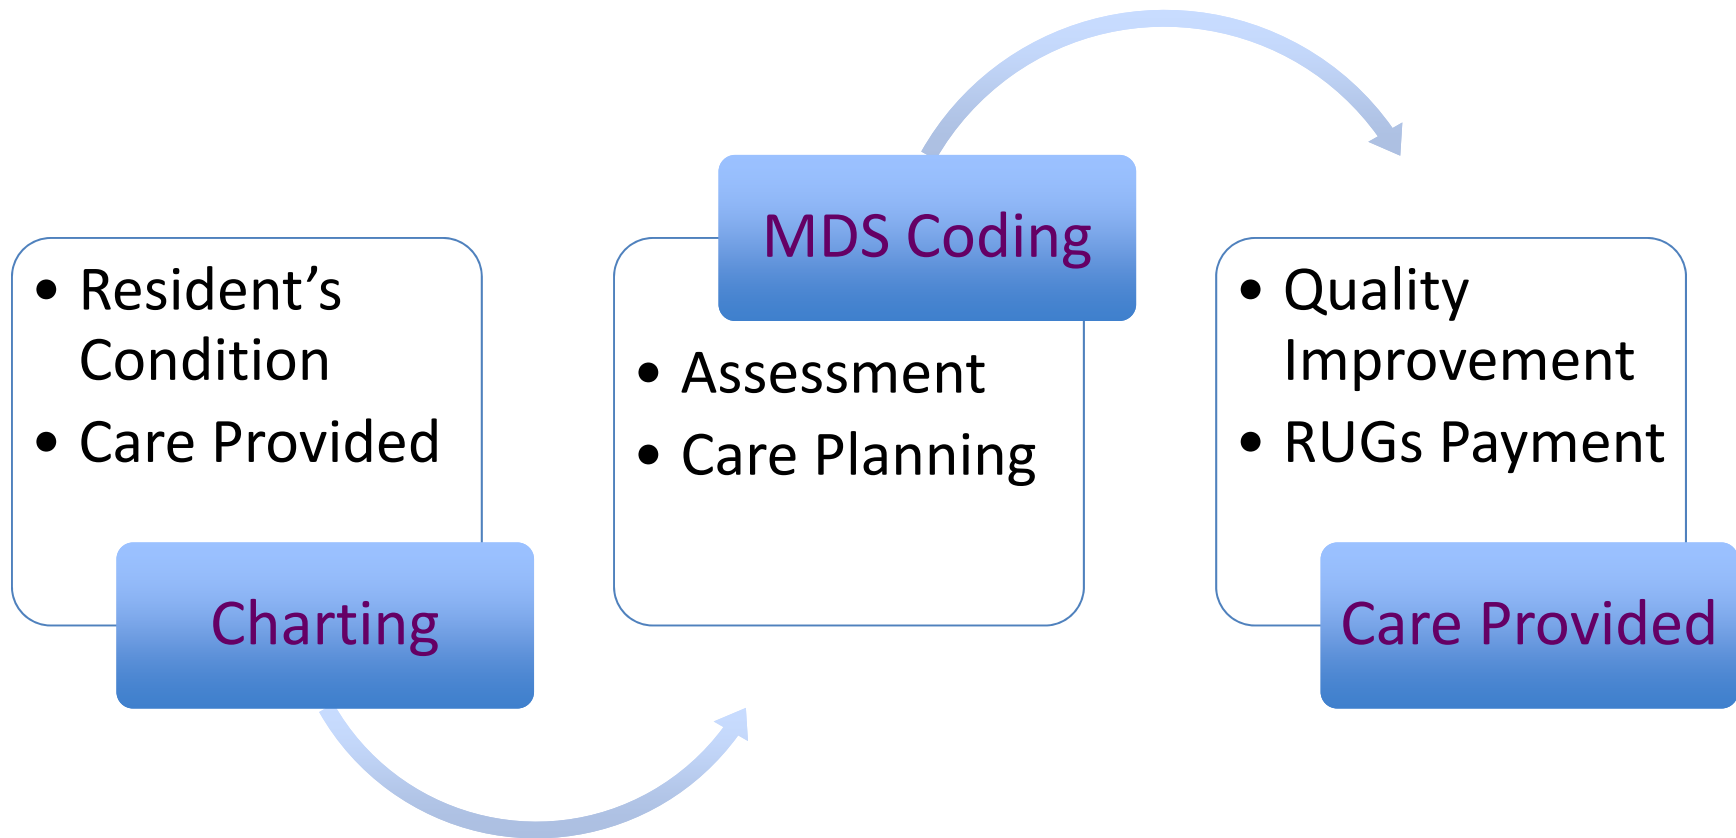 • Resident’s
Condition
• Care Provided
Charting
MDS Coding
• Assessment
• Care Planning
• Quality
Improvement
• RUGs Payment
Care Provided